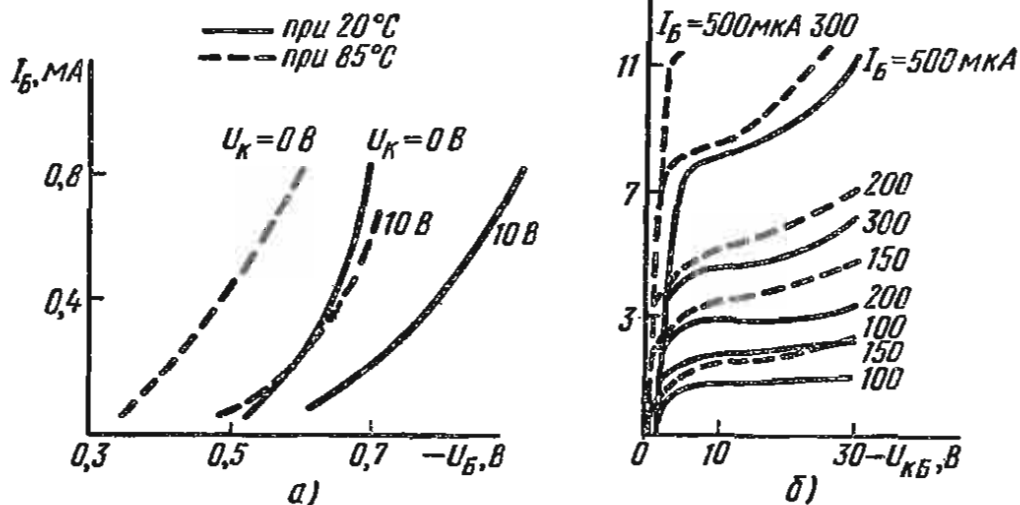 при 20°C
при 85°C
I_Б, мА
U_К=0 В
U_К=0 В
0,8
10 В
10 В
0,4
0,3
0,5
0,7
−U_Б, В
а)
I_Б=500 мкА
300
I_Б=500 мкА
11
7
200
300
150
3
200
100
150
100
0
10
30
−U_КБ, В
б)